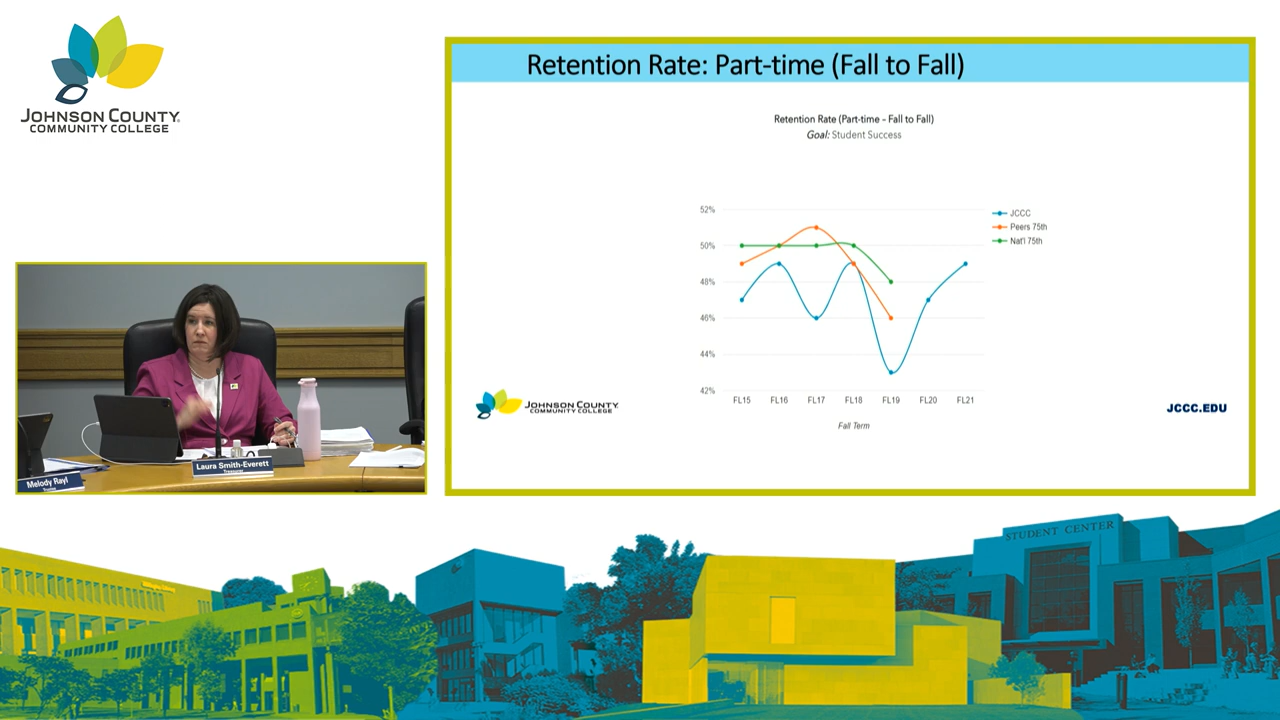 JOHNSON COUNTY
COMMUNITY COLLEGE
Retention Rate: Part-time (Fall to Fall)
Retention Rate (Part-time - Fall to Fall)
Goal: Student Success
52%
50%
48%
46%
44%
42%
FL15 FL16 FL17 FL18 FL19 FL20 FL21
Fall Term
JCCC
Peers 75th
Nat'l 75th
JOHNSON COUNTY
COMMUNITY COLLEGE
JCCC.EDU
Laura Smith-Everett
Treasurer
Melody Rayl
Trustee
STUDENT CENTER